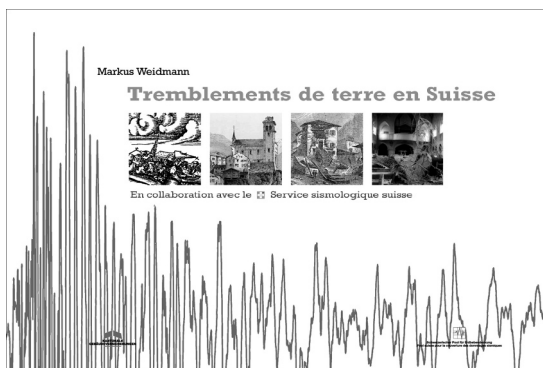 Markus Weidmann
Tremblements de terre en Suisse
En collaboration avec le Service sismologique suisse